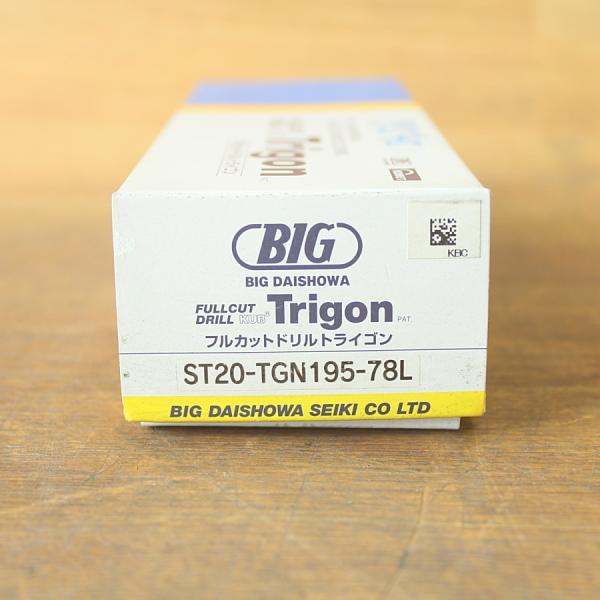 Trigon
BIG
BIG DAISHOWA
KBC
FULLCUT
DRILL KUB Trigon PAT.
フルカットドリルトライゴン
ST20-TGN195-78L
BIG DAISHOWA SEIKI CO LTD